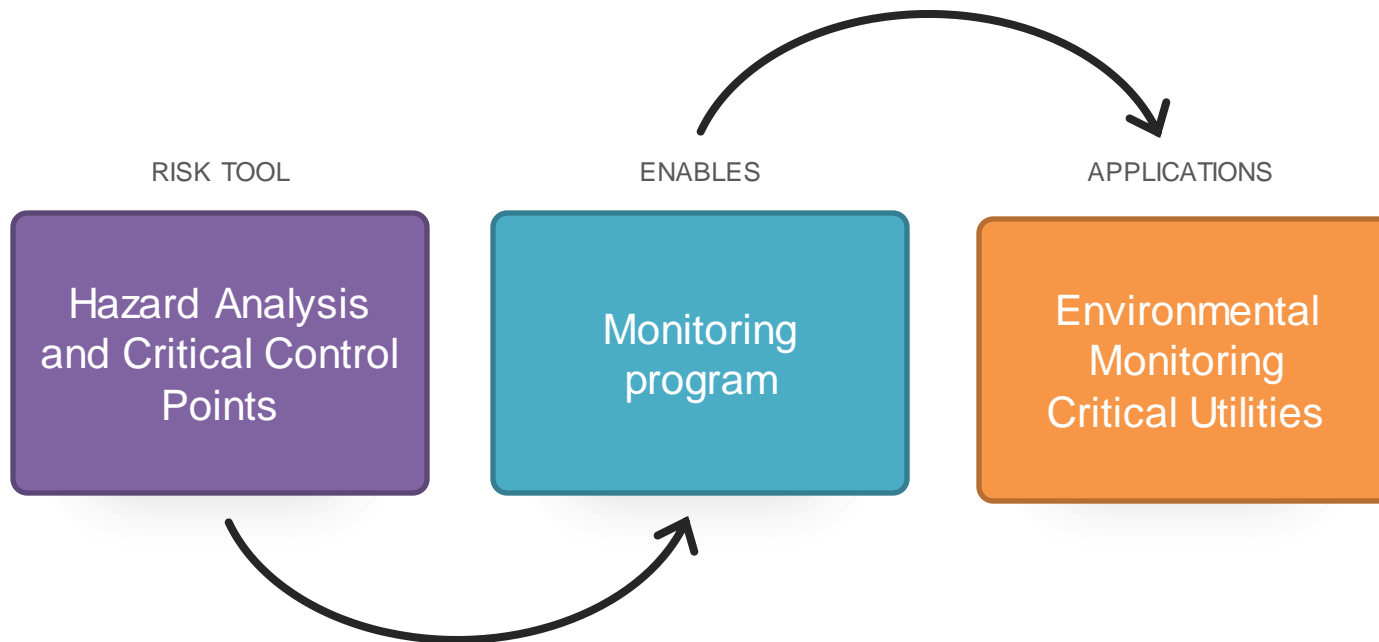 RISK TOOL
ENABLES
APPLICATIONS
Hazard Analysis
and Critical Control
Points
Monitoring
program
Environmental
Monitoring
Critical Utilities